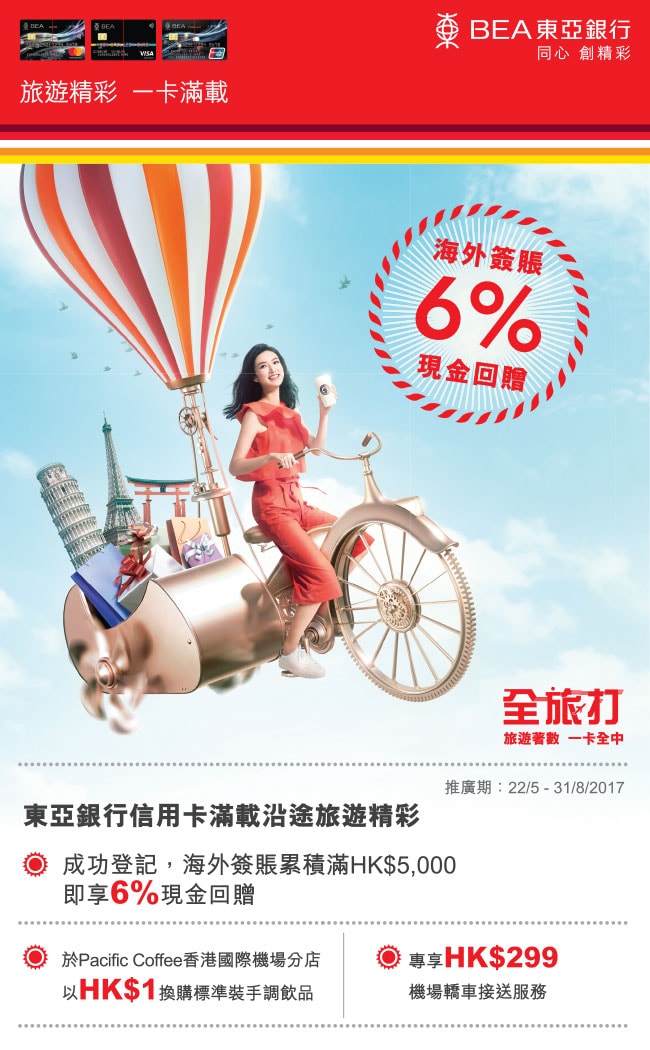 BEA東亞銀行
同心 創精彩
BEA
BEA
BEA
VISA
旅遊精彩 一卡滿載
海外簽賬
6%
現金回贈
全旅打
旅遊著數 一卡全中
推廣期：22/5 - 31/8/2017
東亞銀行信用卡滿載沿途旅遊精彩
成功登記，海外簽賬累積滿HK$5,000
即享6%現金回贈
於Pacific Coffee香港國際機場分店
以HK$1換購標準裝手調飲品
專享HK$299
機場轎車接送服務